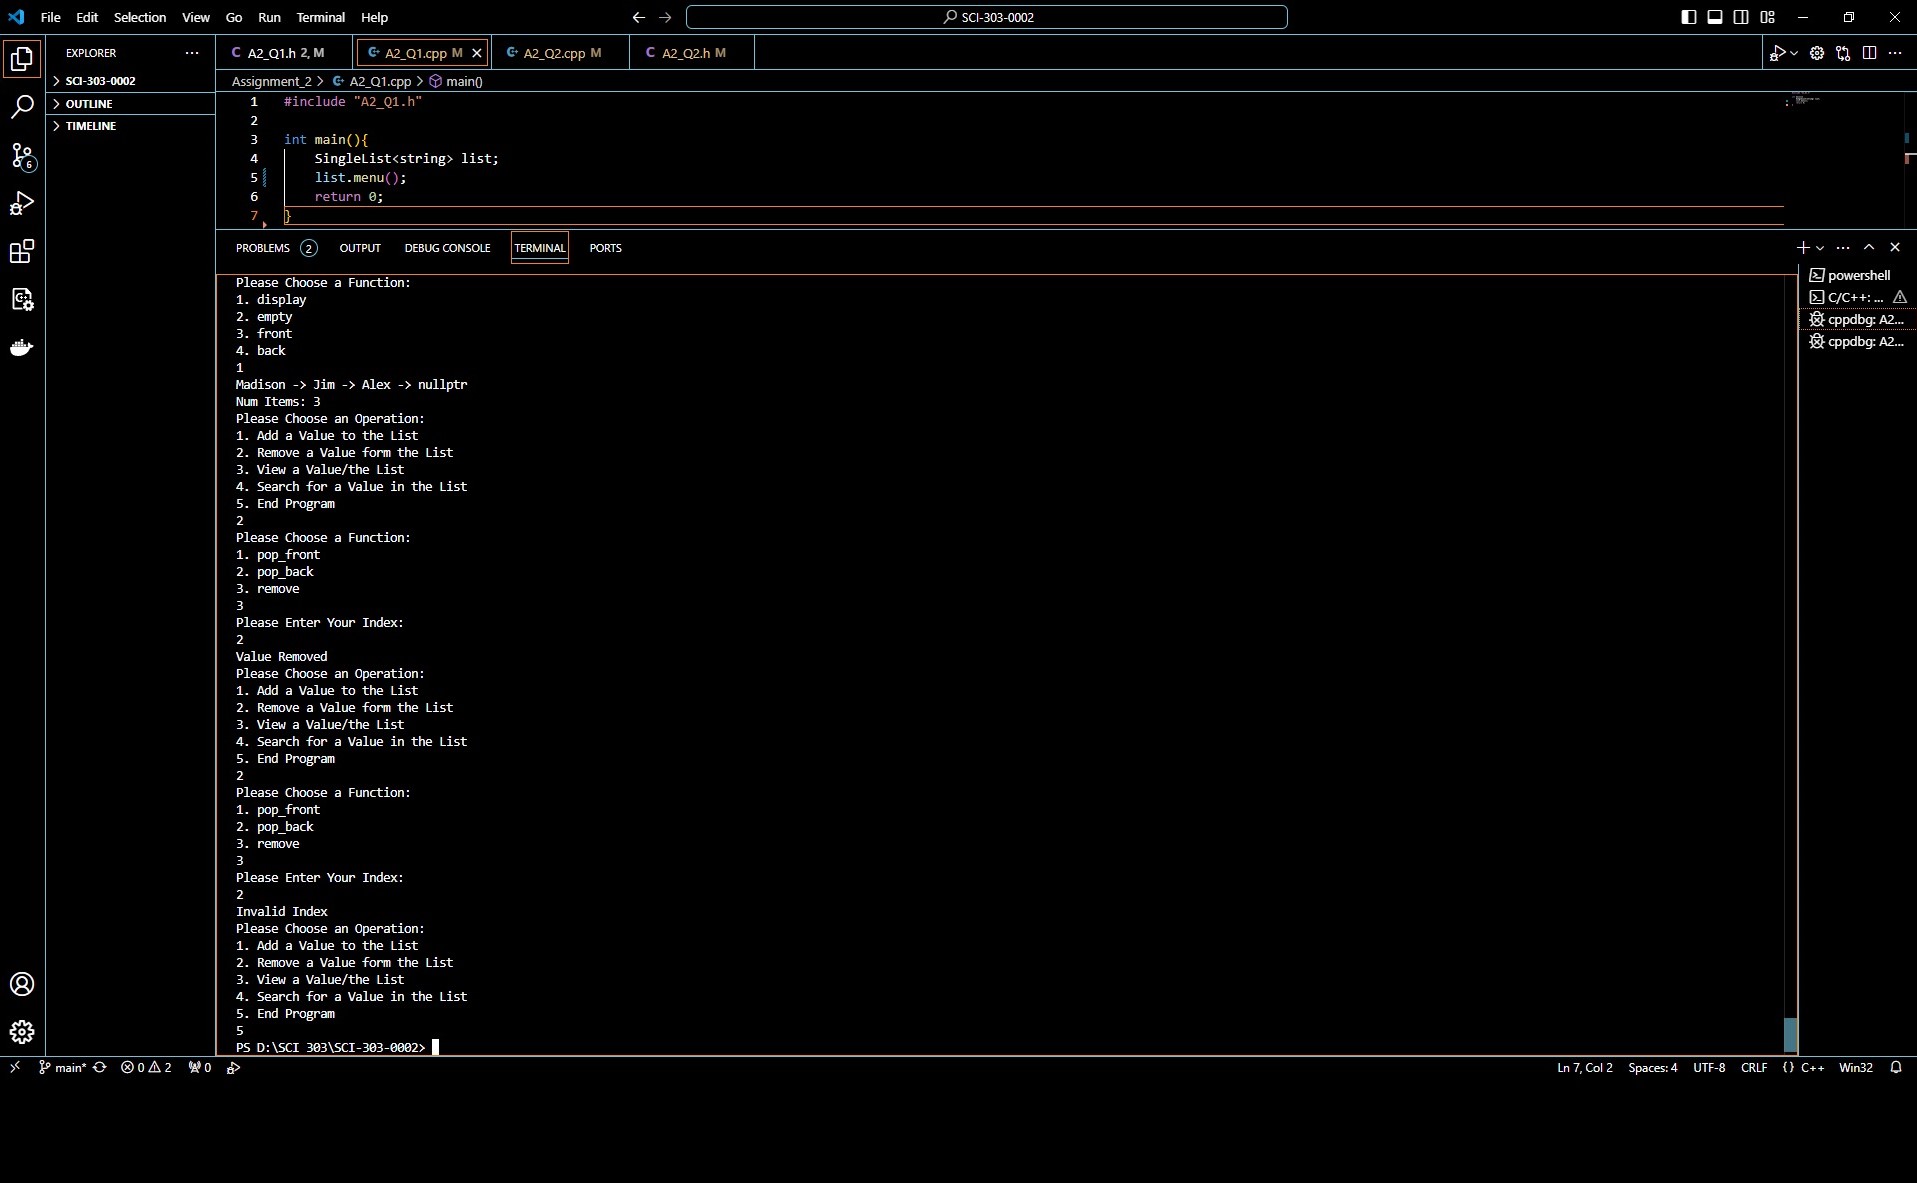 File Edit Selection View Go Run Terminal Help
SCI-303-0002
EXPLORER
SCI-303-0002
OUTLINE
TIMELINE
6
A2_Q1.h 2, M
A2_Q1.cpp M
A2_Q2.cpp M
A2_Q2.h M
Assignment_2 > A2_Q1.cpp > main()
1 #include "A2_Q1.h"
2
3 int main(){
4 SingleList<string> list;
5 list.menu();
6 return 0;
7 }
PROBLEMS 2 OUTPUT DEBUG CONSOLE TERMINAL PORTS
Please Choose a Function:
1. display
2. empty
3. front
4. back
1
Madison -> Jim -> Alex -> nullptr
Num Items: 3
Please Choose an Operation:
1. Add a Value to the List
2. Remove a Value form the List
3. View a Value/the List
4. Search for a Value in the List
5. End Program
2
Please Choose a Function:
1. pop_front
2. pop_back
3. remove
3
Please Enter Your Index:
2
Value Removed
Please Choose an Operation:
1. Add a Value to the List
2. Remove a Value form the List
3. View a Value/the List
4. Search for a Value in the List
5. End Program
2
Please Choose a Function:
1. pop_front
2. pop_back
3. remove
3
Please Enter Your Index:
2
Invalid Index
Please Choose an Operation:
1. Add a Value to the List
2. Remove a Value form the List
3. View a Value/the List
4. Search for a Value in the List
5. End Program
5
PS D:\SCI 303\SCI-303-0002>
powershell
C/C++: ...
cppdbg: A2...
cppdbg: A2...
main* 0 2 0
Ln 7, Col 2 Spaces: 4 UTF-8 CRLF {} C++ Win32